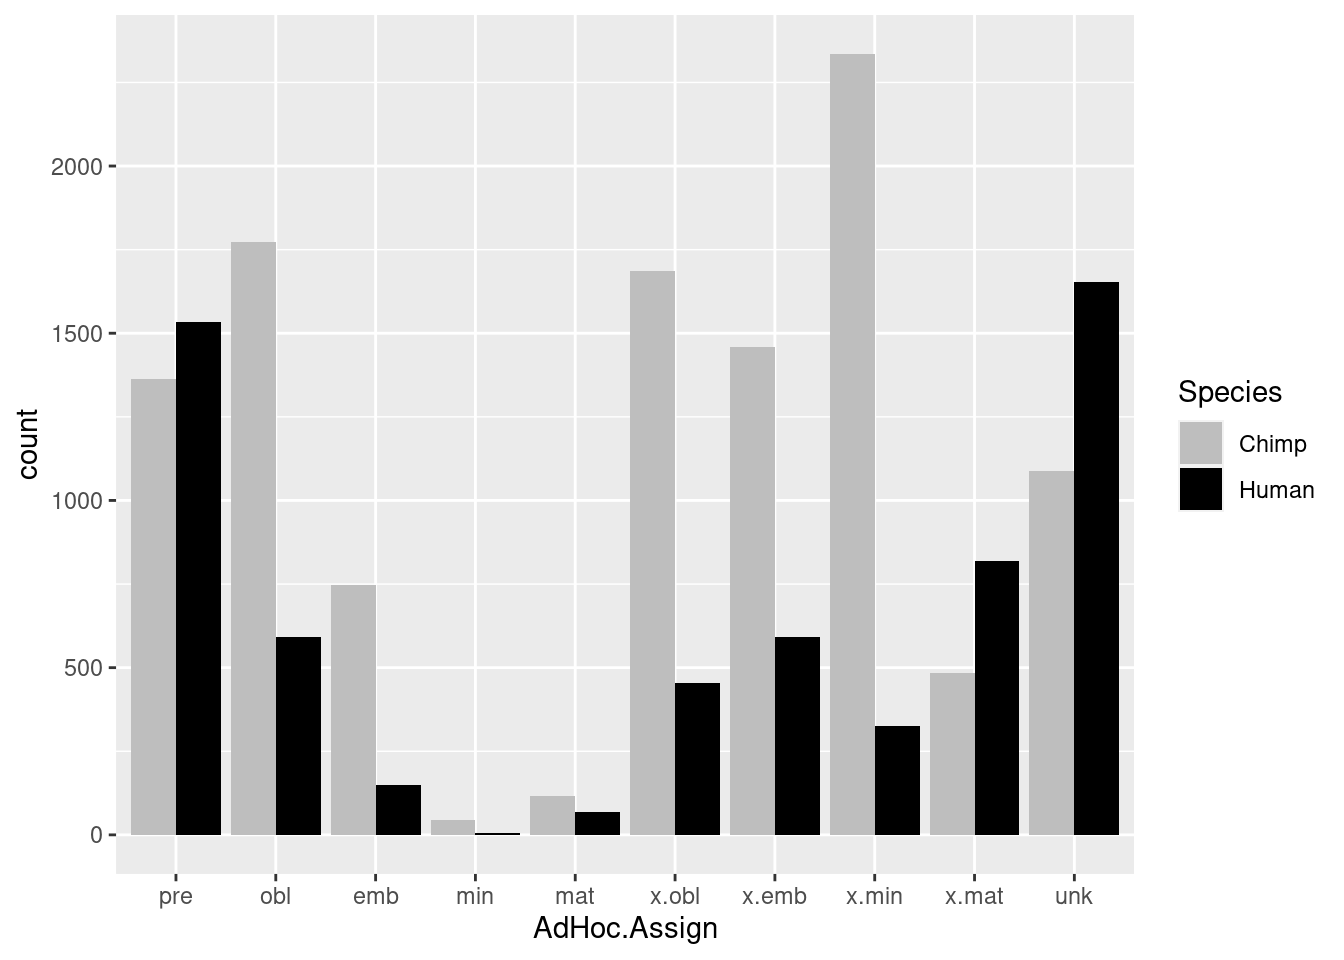 2000
1500
1000
500
0
count
pre obl emb min mat x.obl x.emb x.min x.mat unk
AdHoc.Assign
Species
Chimp
Human